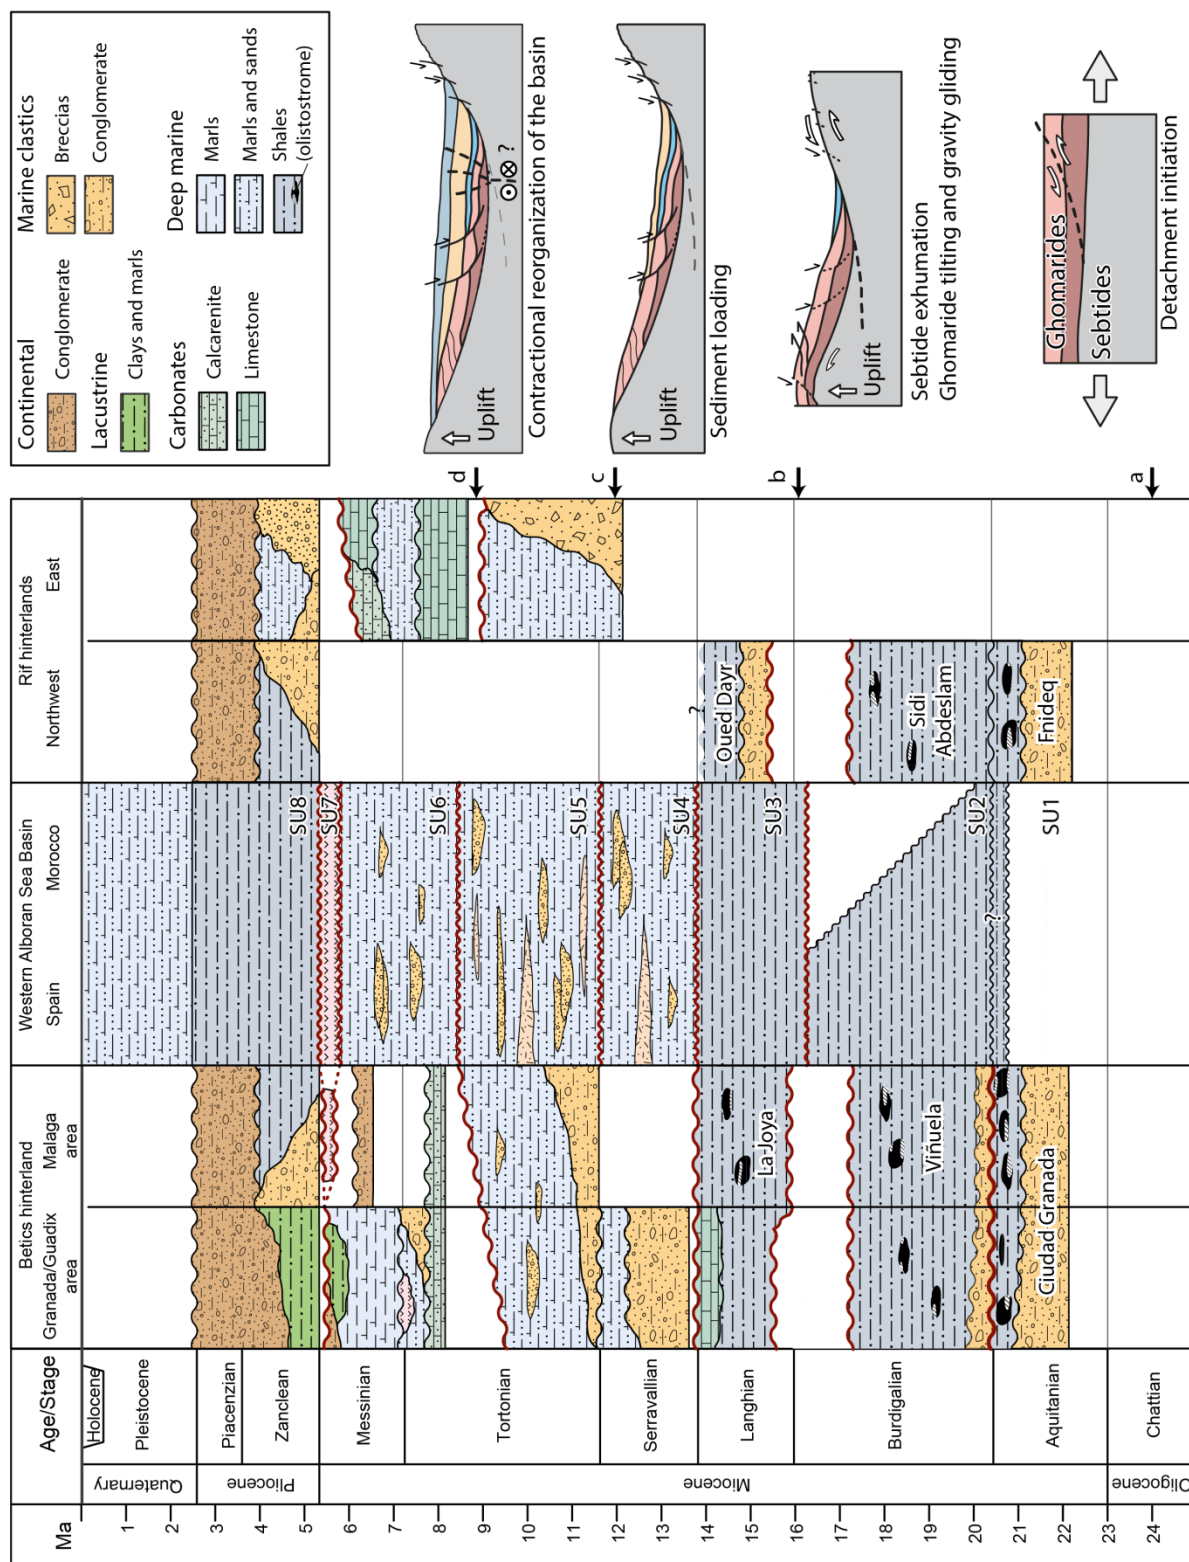 Ma
1
2
3
4
5
6
7
8
9
10
11
12
13
14
15
16
17
18
19
20
21
22
23
24
Quaternary
Pliocene
Miocene
Oligocene
Age/Stage
Holocene
Pleistocene
Piacenzian
Zanclean
Messinian
Tortonian
Serravallian
Langhian
Burdigalian
Aquitanian
Chattian
Betics hinterland
Granada/Guadix
area
Malaga
area
La Joya
Viñuela
Ciudad Granada
Western Alboran Sea Basin
Spain
Morocco
SU8
SU7
SU6
SU5
SU4
SU3
SU2
?
SU1
Rif hinterlands
Northwest
East
?
Oued Dayr
Sidi
Abdeslam
Fnideq
d
c
b
a
Continental
Conglomerate
Lacustrine
Clays and marls
Carbonates
Calcarenite
Limestone
Marine clastics
Breccias
Conglomerate
Deep marine
Marls
Marls and sands
Shales
(olistostrome)
Uplift
?
Contractional reorganization of the basin
Uplift
Sediment loading
Uplift
Sebtide exhumation
Ghomaride tilting and gravity gliding
Ghomarides
Sebtides
Detachment initiation